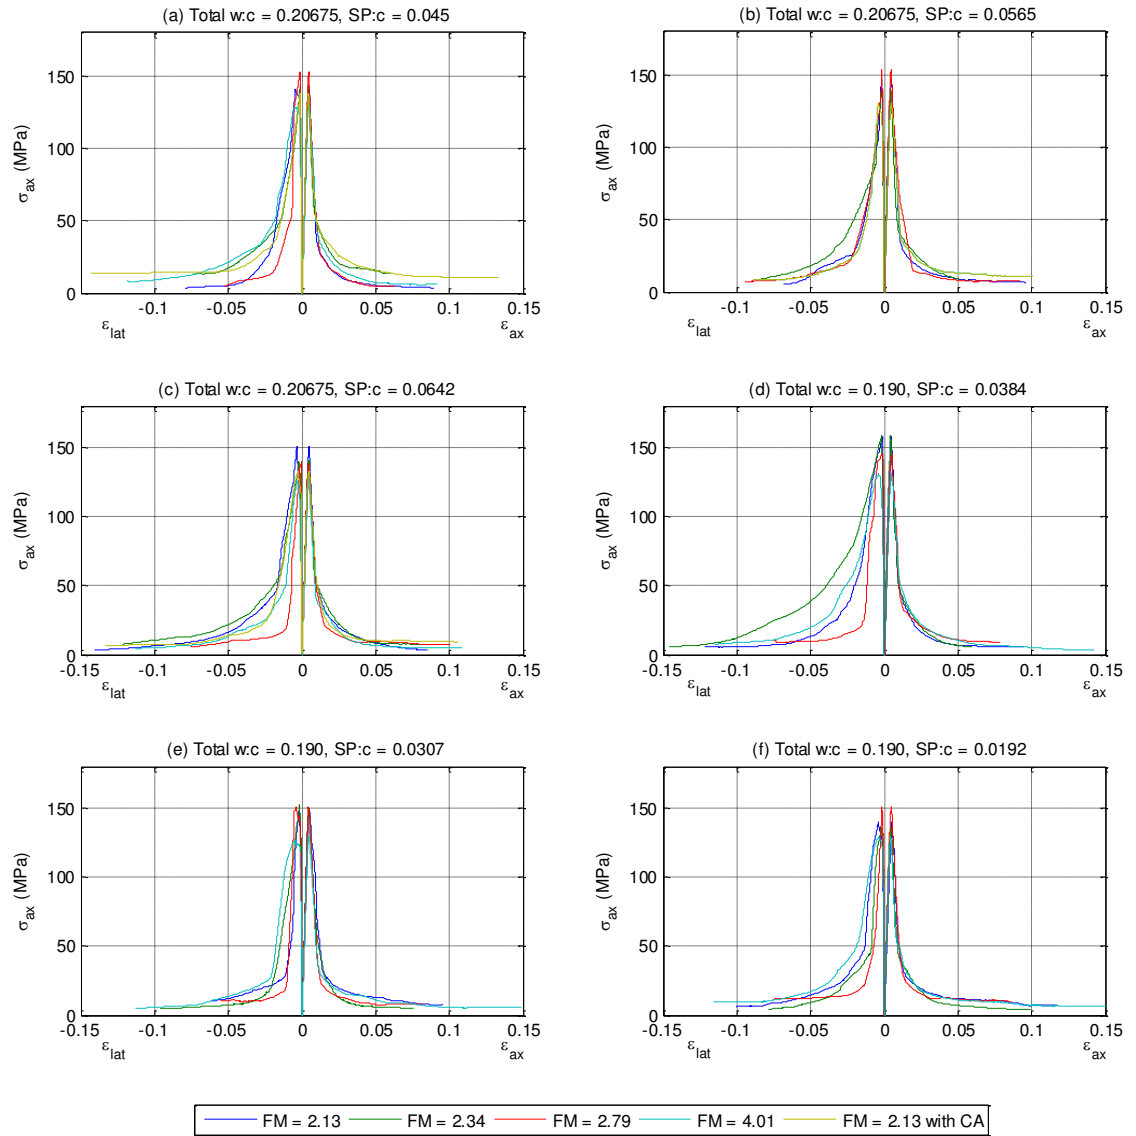 (a) Total w:c = 0.20675, SP:c = 0.045
(b) Total w:c = 0.20675, SP:c = 0.0565
150
100
50
0
σax (MPa)
-0.1 -0.05 0 0.05 0.1 0.15
εlat
εax
150
100
50
0
σax (MPa)
-0.15 -0.1 -0.05 0 0.05 0.1 0.15
εlat
εax
(c) Total w:c = 0.20675, SP:c = 0.0642
(d) Total w:c = 0.190, SP:c = 0.0384
150
100
50
0
σax (MPa)
-0.15 -0.1 -0.05 0 0.05 0.1 0.15
εlat
εax
150
100
50
0
σax (MPa)
-0.15 -0.1 -0.05 0 0.05 0.1 0.15
εlat
εax
(e) Total w:c = 0.190, SP:c = 0.0307
(f) Total w:c = 0.190, SP:c = 0.0192
150
100
50
0
σax (MPa)
-0.15 -0.1 -0.05 0 0.05 0.1 0.15
εlat
εax
150
100
50
0
σax (MPa)
-0.15 -0.1 -0.05 0 0.05 0.1 0.15
εlat
εax
FM = 2.13 FM = 2.34 FM = 2.79 FM = 4.01 FM = 2.13 with CA